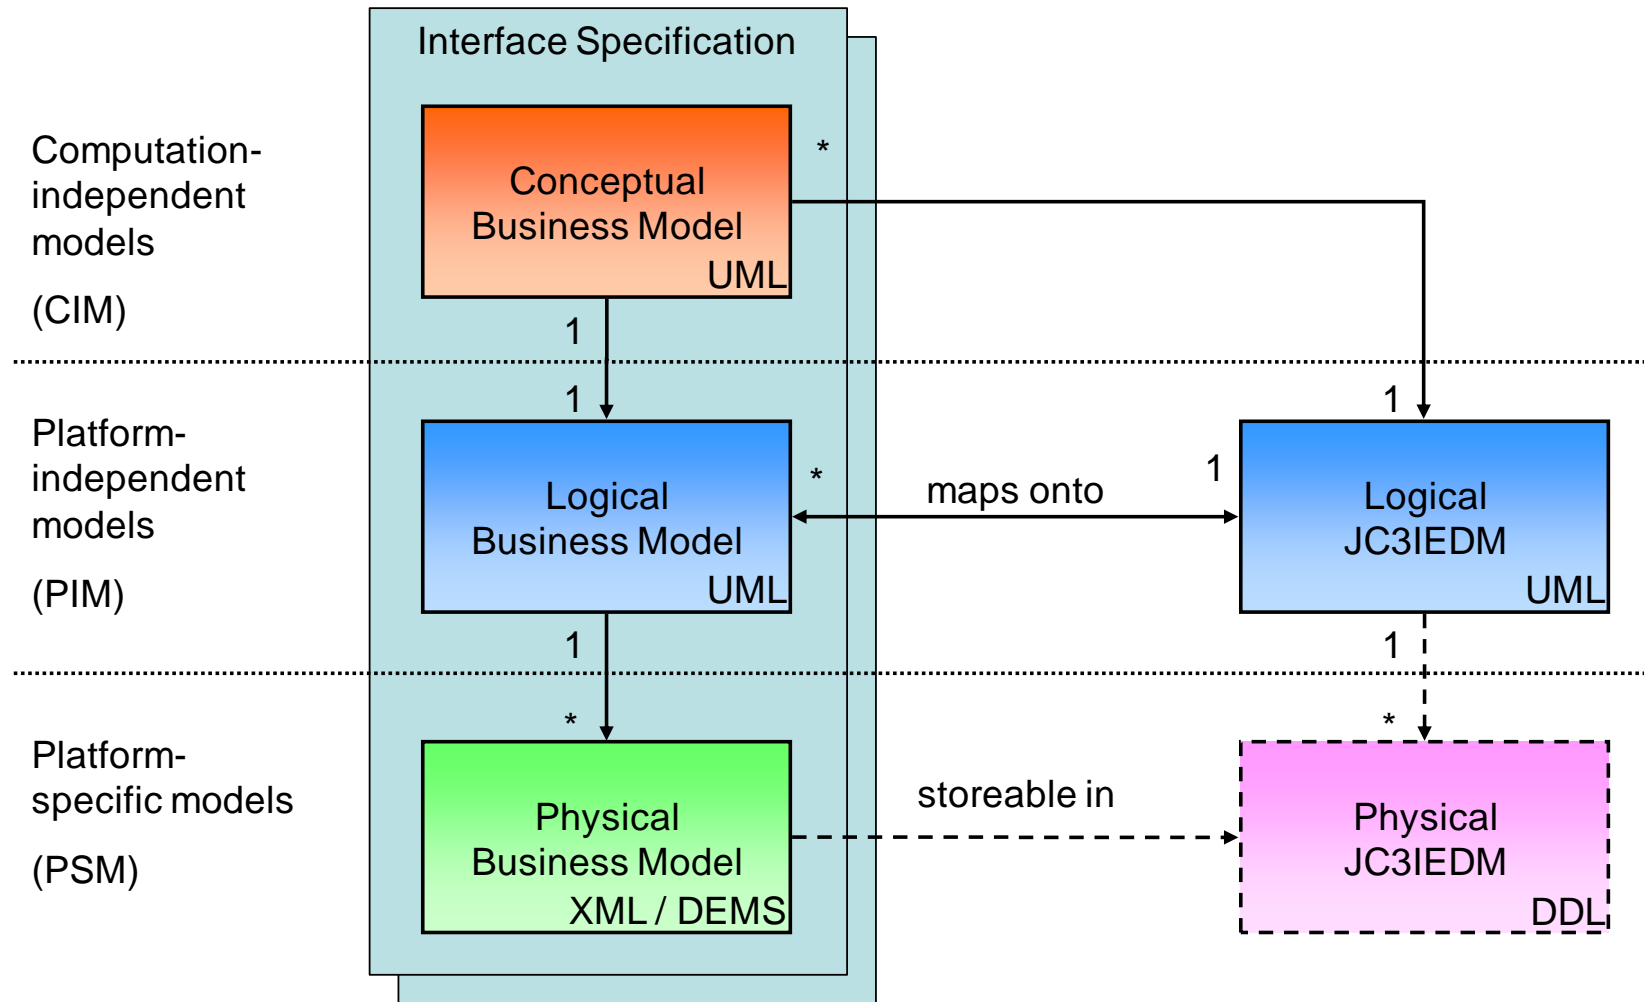 Interface Specification
Computation-
independent
models
(CIM)
Conceptual
Business Model
UML
*
1
1
1
Platform-
independent
models
(PIM)
Logical
Business Model
UML
*
maps onto
1
Logical
JC3IEDM
UML
1
1
*
*
Platform-
specific models
(PSM)
Physical
Business Model
XML / DEMS
storeable in
Physical
JC3IEDM
DDL